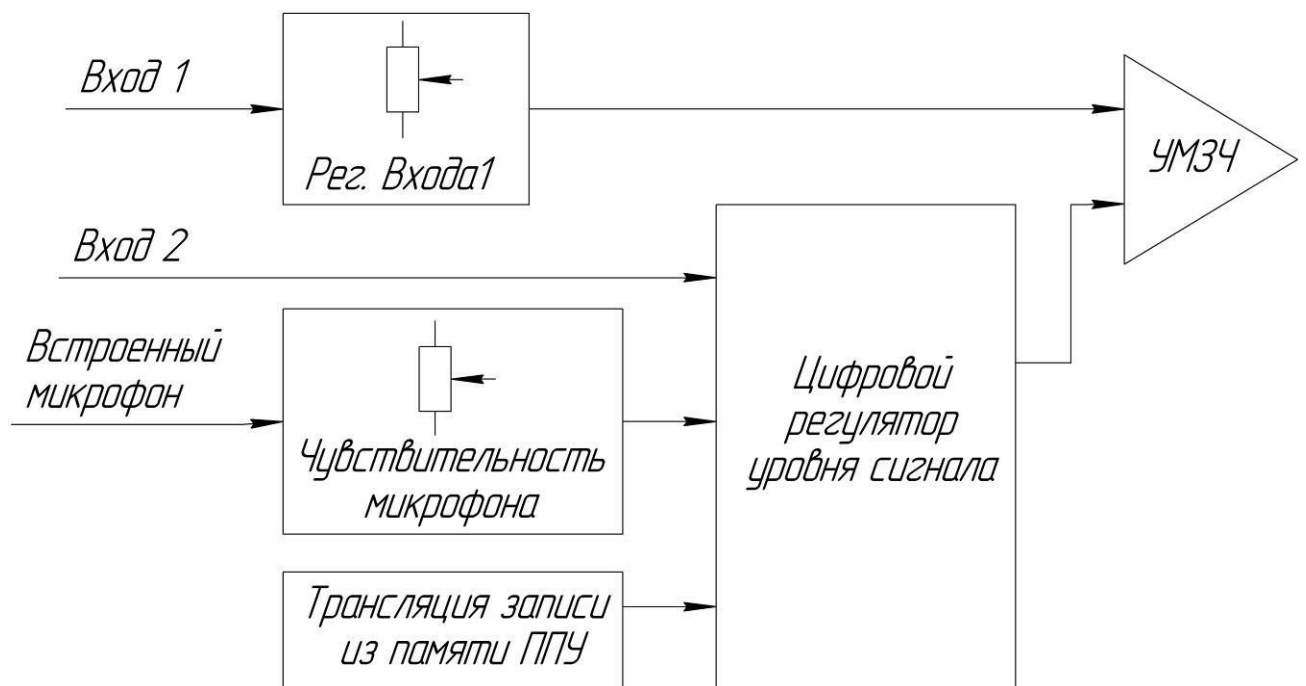 Вход 1
Рег. Входа1
УМЗЧ
Вход 2
Встроенный
микрофон
Чувствительность
микрофона
Цифровой
регулятор
уровня сигнала
Трансляция записи
из памяти ППУ